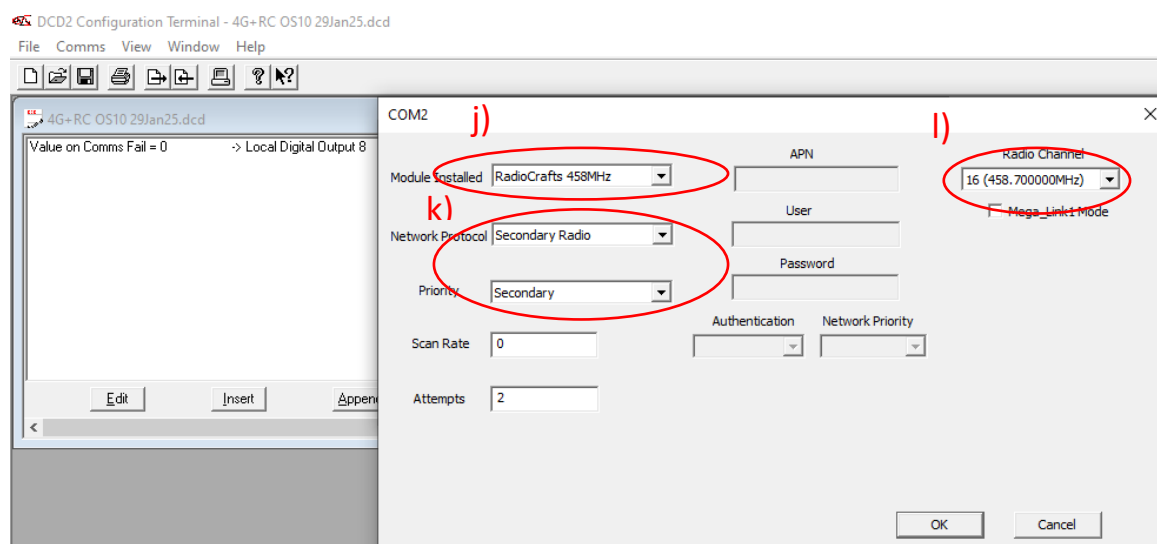 DCD2 Configuration Terminal - 4G+RC OS10 29Jan25.dcd
File Comms View Window Help
4G+RC OS10 29Jan25.dcd
Value on Comms Fail = 0 -> Local Digital Output 8
Edit Insert Appen
COM2
j)
Module Installed RadioCrafts 458MHz
k)
Network Protocol Secondary Radio
Priority Secondary
Scan Rate 0
Attempts 2
APN
User
Password
Authentication Network Priority
l)
Radio Channel
16 (458.700000MHz)
Mega_Link1 Mode
OK Cancel